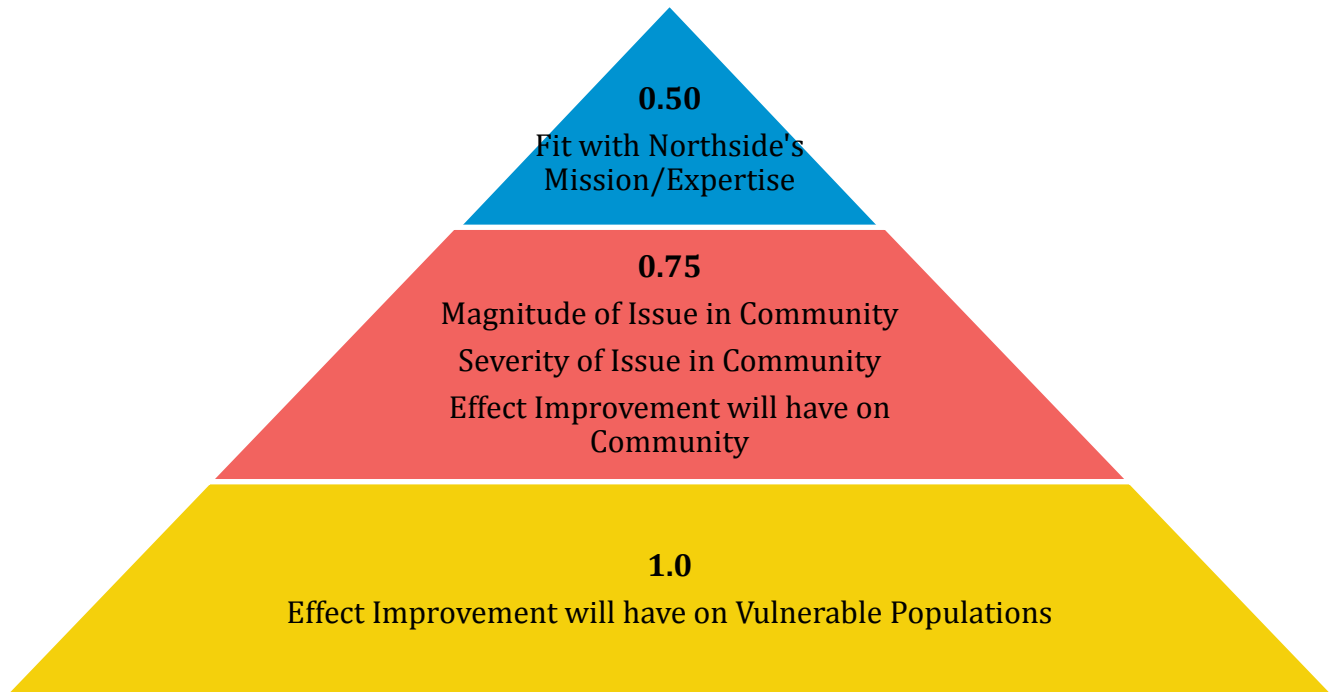 0.50
Fit with Northside's
Mission/Expertise
0.75
Magnitude of Issue in Community
Severity of Issue in Community
Effect Improvement will have on
Community
1.0
Effect Improvement will have on Vulnerable Populations